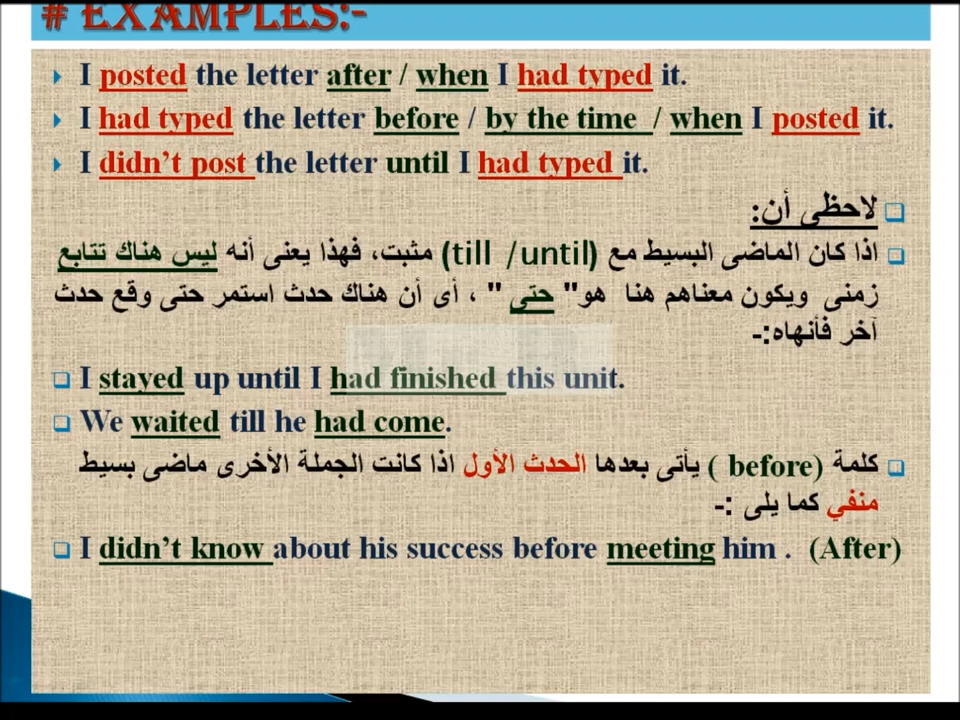 # EXAMPLES:-
I posted the letter after / when I had typed it.
I had typed the letter before / by the time / when I posted it.
I didn’t post the letter until I had typed it.
لاحظى أن:
اذا كان الماضى البسيط مع (till /until) مثبت، فهذا يعنى أنه ليس هناك تتابع
زمنى ويكون معناهم هنا هو" حتى " ، أى أن هناك حدث استمر حتى وقع حدث
آخر فأنهاه:-
I stayed up until I had finished this unit.
We waited till he had come.
كلمة (before ) يأتى بعدها الحدث الأول اذا كانت الجملة الأخرى ماضى بسيط
منفي كما يلى :-
I didn’t know about his success before meeting him . (After)